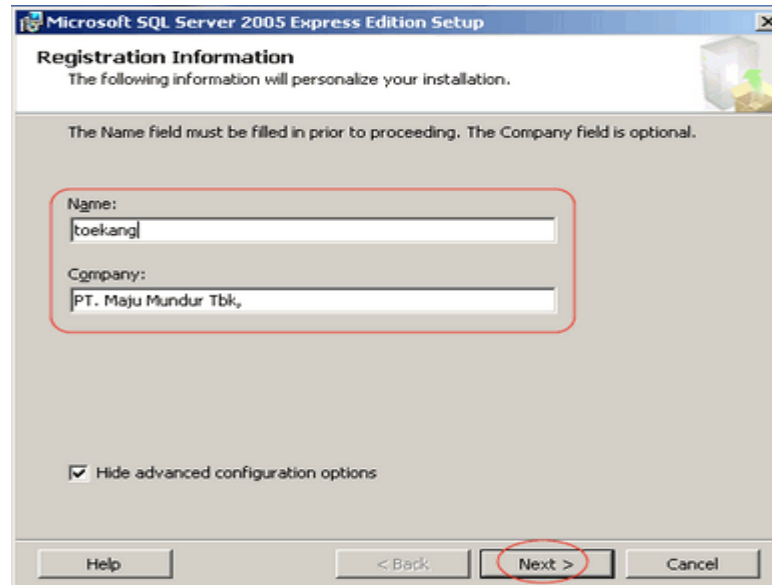 Microsoft SQL Server 2005 Express Edition Setup
Registration Information
The following information will personalize your installation.
The Name field must be filled in prior to proceeding. The Company field is optional.
Name:
toekang
Company:
PT. Maju Mundur Tbk,
Hide advanced configuration options
Help < Back Next > Cancel